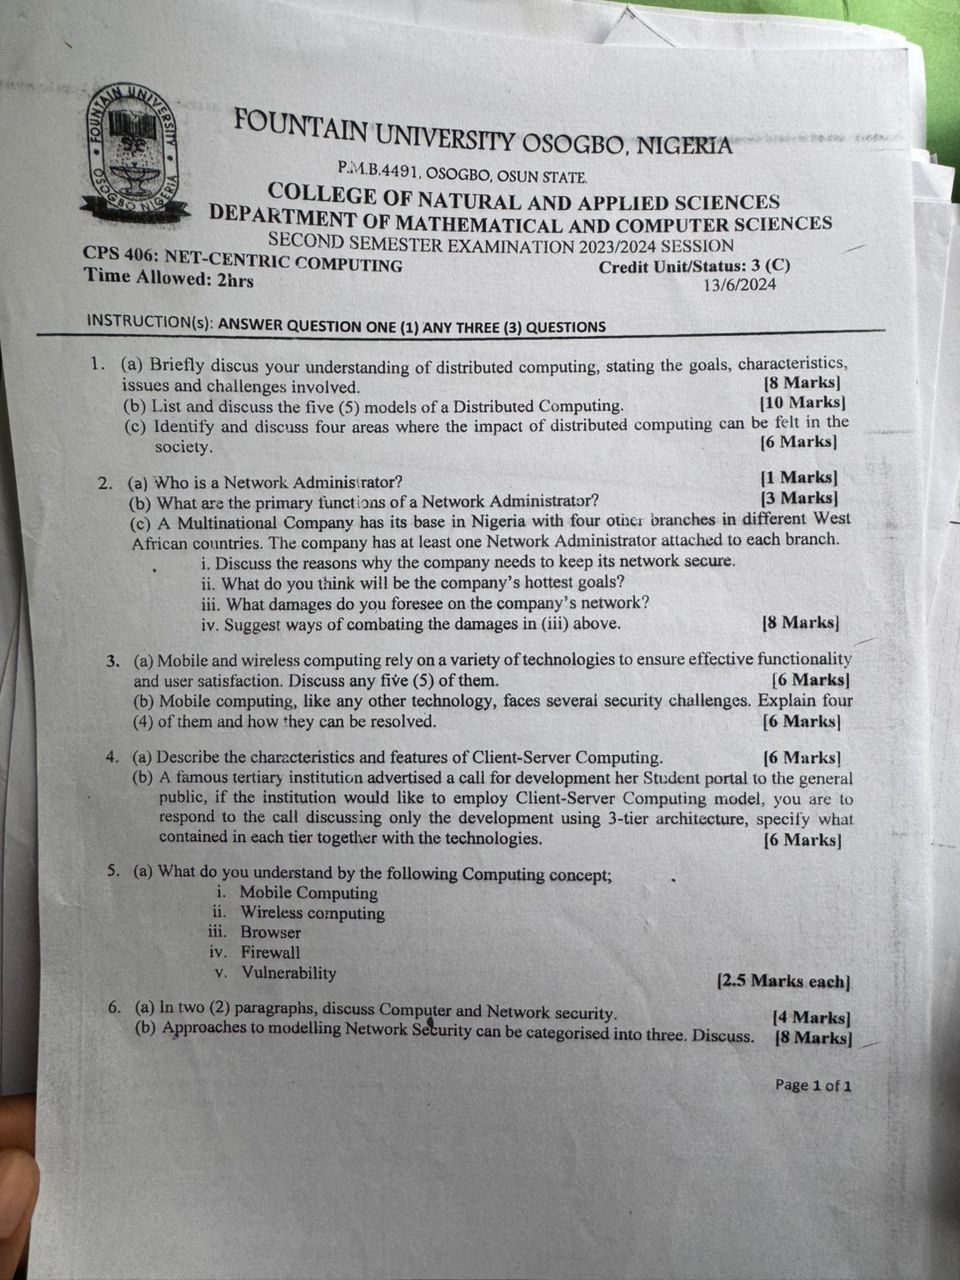 FOUNTAIN UNIVERSITY
OSOGBO NIGERIA
FOUNTAIN UNIVERSITY OSOGBO, NIGERIA
P.M.B.4491, OSOGBO, OSUN STATE.
COLLEGE OF NATURAL AND APPLIED SCIENCES
DEPARTMENT OF MATHEMATICAL AND COMPUTER SCIENCES
SECOND SEMESTER EXAMINATION 2023/2024 SESSION
CPS 406: NET-CENTRIC COMPUTING Credit Unit/Status: 3 (C)
Time Allowed: 2hrs 13/6/2024
INSTRUCTION(s): ANSWER QUESTION ONE (1) ANY THREE (3) QUESTIONS
1. (a) Briefly discus your understanding of distributed computing, stating the goals, characteristics,
issues and challenges involved. [8 Marks]
(b) List and discuss the five (5) models of a Distributed Computing. [10 Marks]
(c) Identify and discuss four areas where the impact of distributed computing can be felt in the
society. [6 Marks]
2. (a) Who is a Network Administrator? [1 Marks]
(b) What are the primary functions of a Network Administrator? [3 Marks]
(c) A Multinational Company has its base in Nigeria with four other branches in different West
African countries. The company has at least one Network Administrator attached to each branch.
i. Discuss the reasons why the company needs to keep its network secure.
ii. What do you think will be the company's hottest goals?
iii. What damages do you foresee on the company's network?
iv. Suggest ways of combating the damages in (iii) above. [8 Marks]
3. (a) Mobile and wireless computing rely on a variety of technologies to ensure effective functionality
and user satisfaction. Discuss any five (5) of them. [6 Marks]
(b) Mobile computing, like any other technology, faces several security challenges. Explain four
(4) of them and how they can be resolved. [6 Marks]
4. (a) Describe the characteristics and features of Client-Server Computing. [6 Marks]
(b) A famous tertiary institution advertised a call for development her Student portal to the general
public, if the institution would like to employ Client-Server Computing model, you are to
respond to the call discussing only the development using 3-tier architecture, specify what
contained in each tier together with the technologies. [6 Marks]
5. (a) What do you understand by the following Computing concept;
i. Mobile Computing
ii. Wireless computing
iii. Browser
iv. Firewall
v. Vulnerability [2.5 Marks each]
6. (a) In two (2) paragraphs, discuss Computer and Network security. [4 Marks]
(b) Approaches to modelling Network Security can be categorised into three. Discuss. [8 Marks]
Page 1 of 1